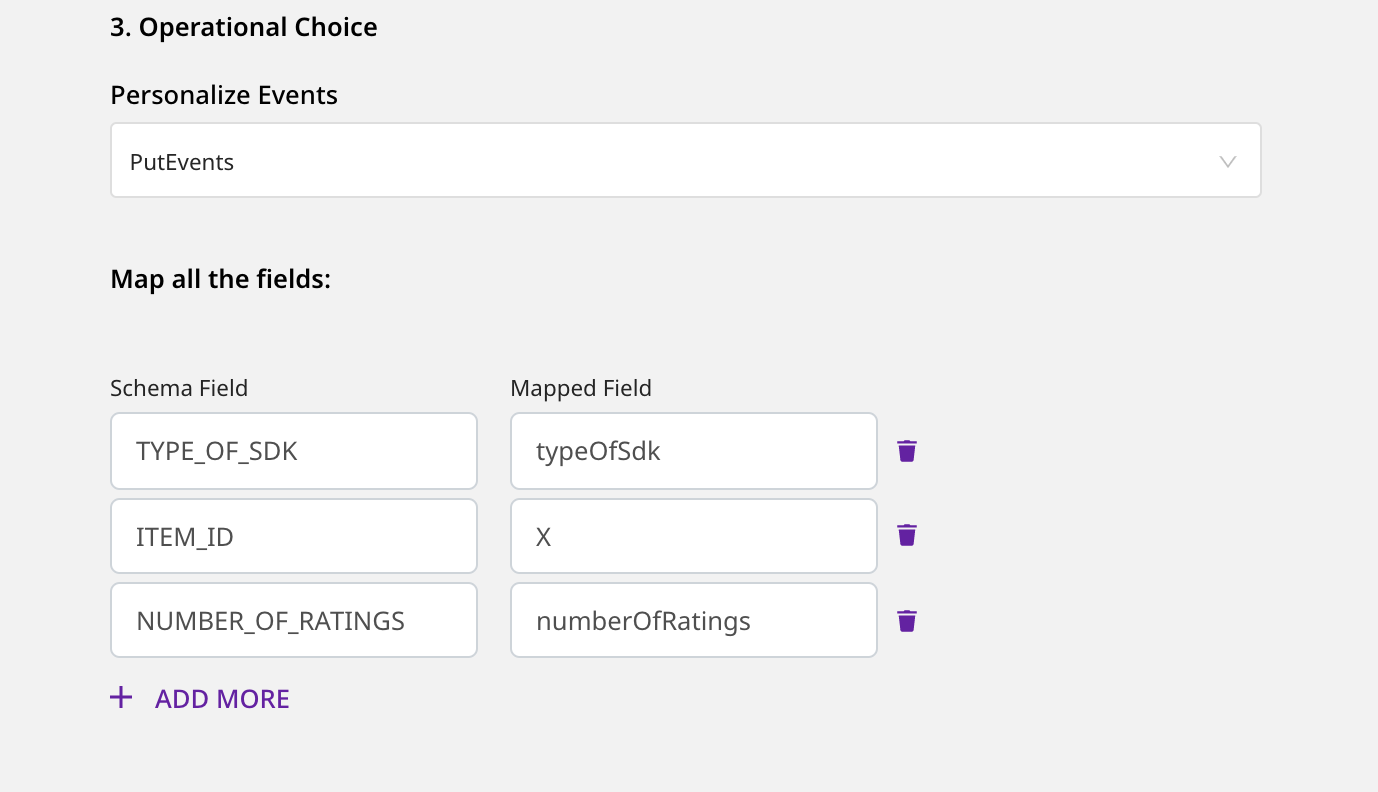 3. Operational Choice
Personalize Events
PutEvents
Map all the fields:
Schema Field Mapped Field
TYPE_OF_SDK typeOfSdk
ITEM_ID X
NUMBER_OF_RATINGS numberOfRatings
+ ADD MORE